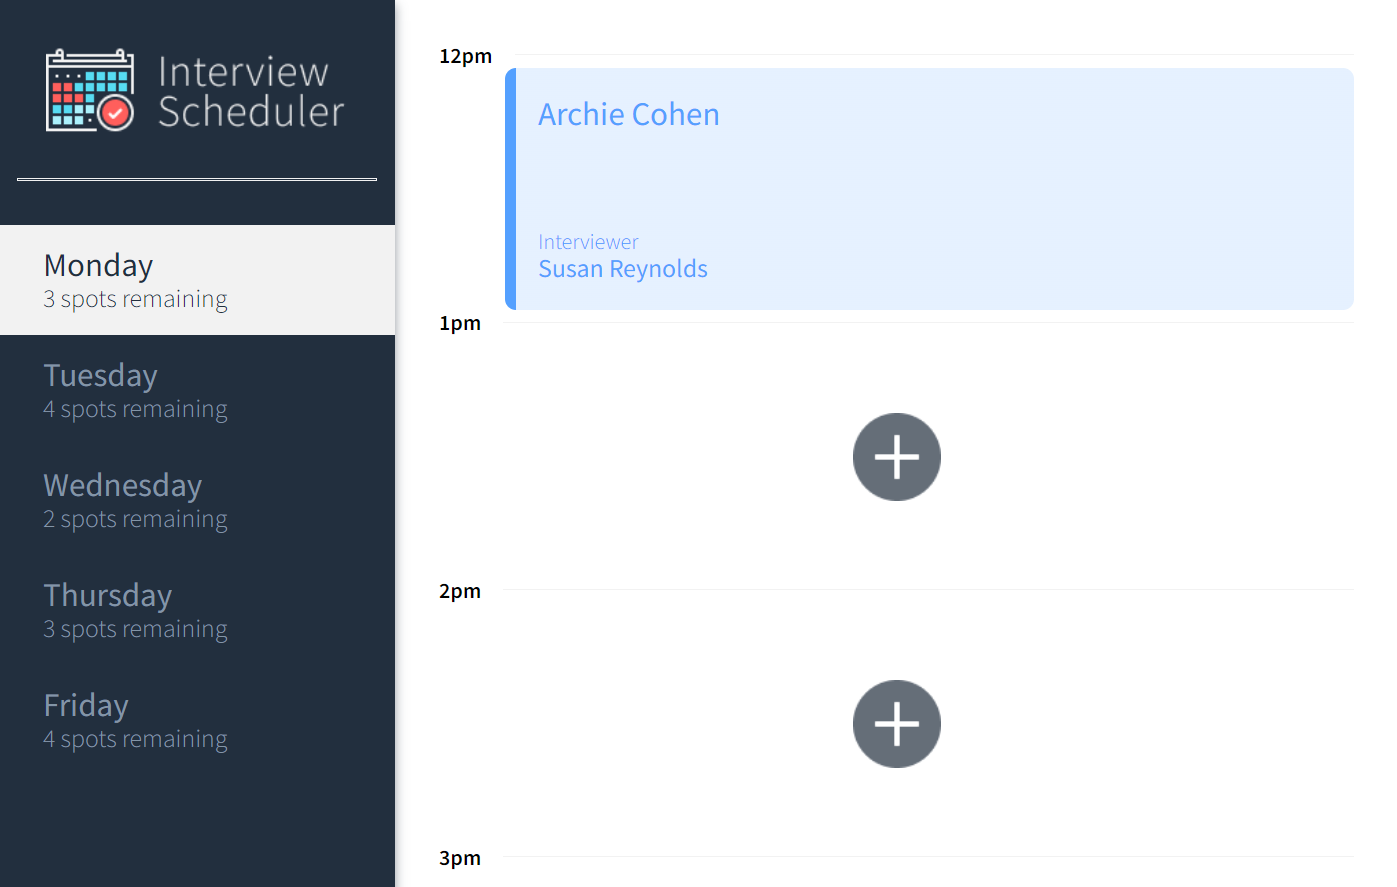 Interview
Scheduler
Monday
3 spots remaining
Tuesday
4 spots remaining
Wednesday
2 spots remaining
Thursday
3 spots remaining
Friday
4 spots remaining
12pm
Archie Cohen
Interviewer
Susan Reynolds
1pm
2pm
3pm